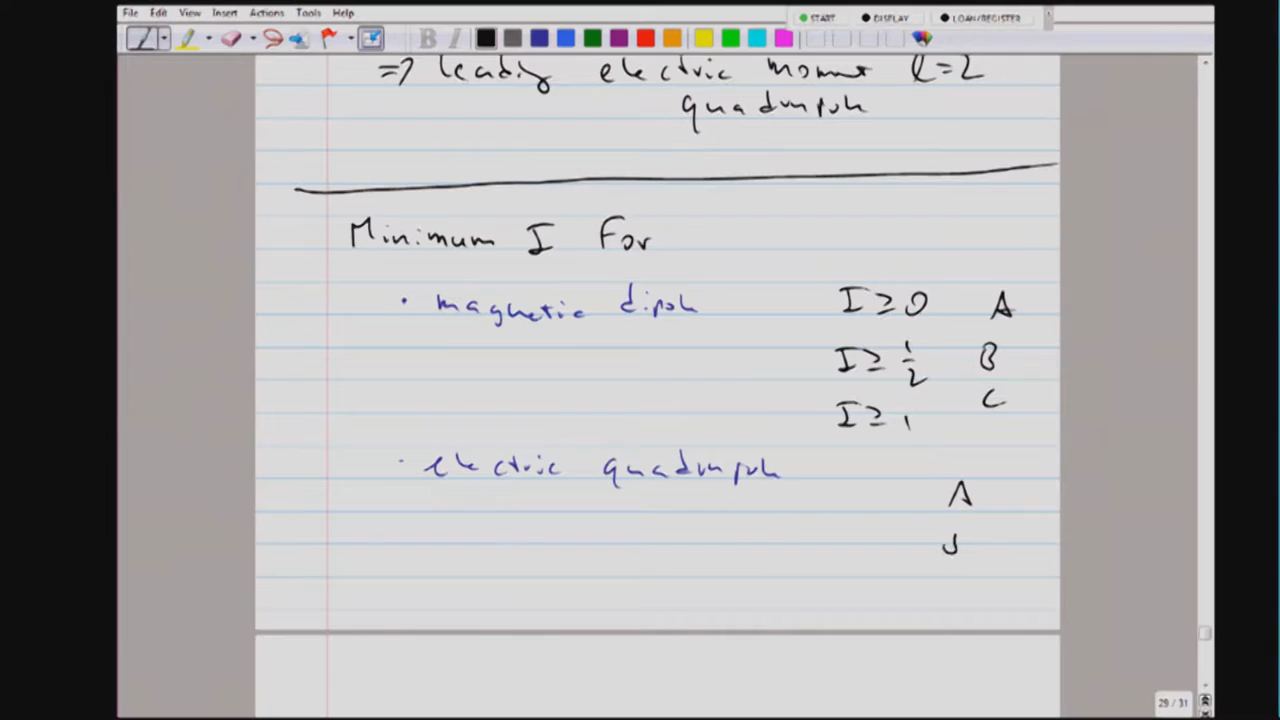 File Edit View Insert Actions Tools Help
START DISPLAY LOAN/REGISTER
B I
=> leading electric moment l=2
quadrupole
Minimum I For
• magnetic dipole
I ≥ 0 A
I ≥ 1/2 B
I ≥ 1 C
• electric quadrupole
A
29 / 31